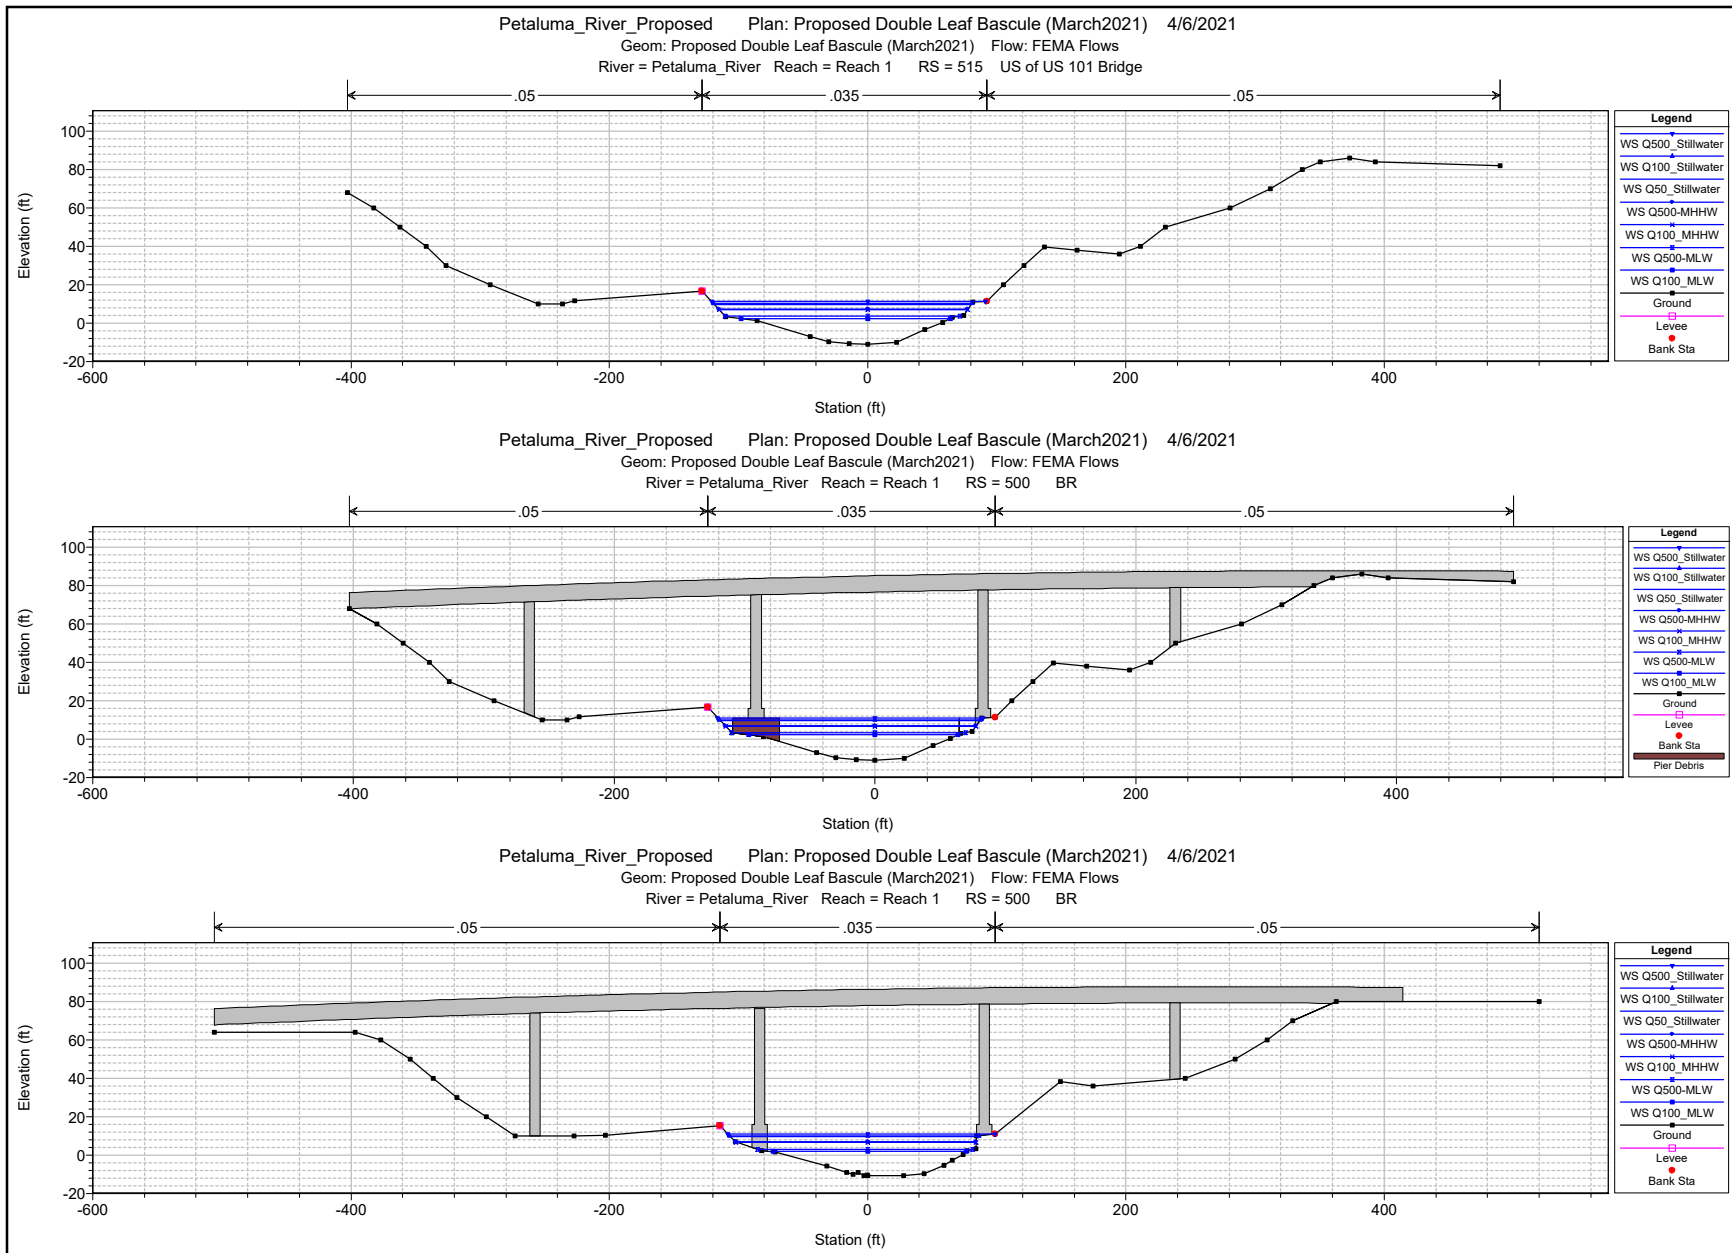 Petaluma_River_Proposed Plan: Proposed Double Leaf Bascule (March2021) 4/6/2021
Geom: Proposed Double Leaf Bascule (March2021) Flow: FEMA Flows
River = Petaluma_River Reach = Reach 1 RS = 515 US of US 101 Bridge
.05 .035 .05
Elevation (ft)
100
80
60
40
20
0
-20
-600 -400 -200 0 200 400
Station (ft)
Legend
WS Q500_Stillwater
WS Q100_Stillwater
WS Q50_Stillwater
WS Q500-MHHW
WS Q100_MHHW
WS Q500-MLW
WS Q100_MLW
Ground
Levee
Bank Sta
Petaluma_River_Proposed Plan: Proposed Double Leaf Bascule (March2021) 4/6/2021
Geom: Proposed Double Leaf Bascule (March2021) Flow: FEMA Flows
River = Petaluma_River Reach = Reach 1 RS = 500 BR
.05 .035 .05
Elevation (ft)
100
80
60
40
20
0
-20
-600 -400 -200 0 200 400
Station (ft)
Legend
WS Q500_Stillwater
WS Q100_Stillwater
WS Q50_Stillwater
WS Q500-MHHW
WS Q100_MHHW
WS Q500-MLW
WS Q100_MLW
Ground
Levee
Bank Sta
Pier Debris
Petaluma_River_Proposed Plan: Proposed Double Leaf Bascule (March2021) 4/6/2021
Geom: Proposed Double Leaf Bascule (March2021) Flow: FEMA Flows
River = Petaluma_River Reach = Reach 1 RS = 500 BR
.05 .035 .05
Elevation (ft)
100
80
60
40
20
0
-20
-600 -400 -200 0 200 400
Station (ft)
Legend
WS Q500_Stillwater
WS Q100_Stillwater
WS Q50_Stillwater
WS Q500-MHHW
WS Q100_MHHW
WS Q500-MLW
WS Q100_MLW
Ground
Levee
Bank Sta